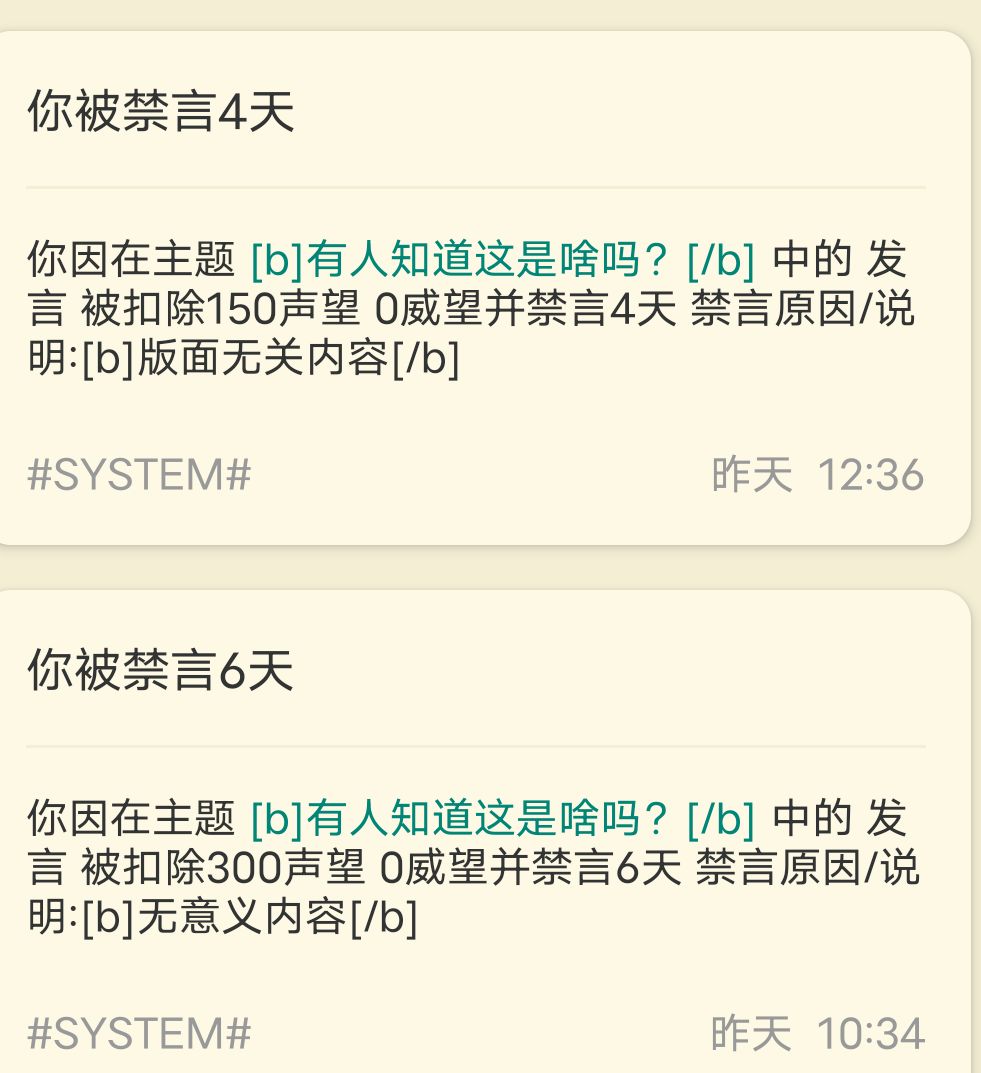 你被禁言4天
你因在主题 [b]有人知道这是啥吗？[/b] 中的 发
言 被扣除150声望 0威望并禁言4天 禁言原因/说
明:[b]版面无关内容[/b]
#SYSTEM# 昨天 12:36
你被禁言6天
你因在主题 [b]有人知道这是啥吗？[/b] 中的 发
言 被扣除300声望 0威望并禁言6天 禁言原因/说
明:[b]无意义内容[/b]
#SYSTEM# 昨天 10:34